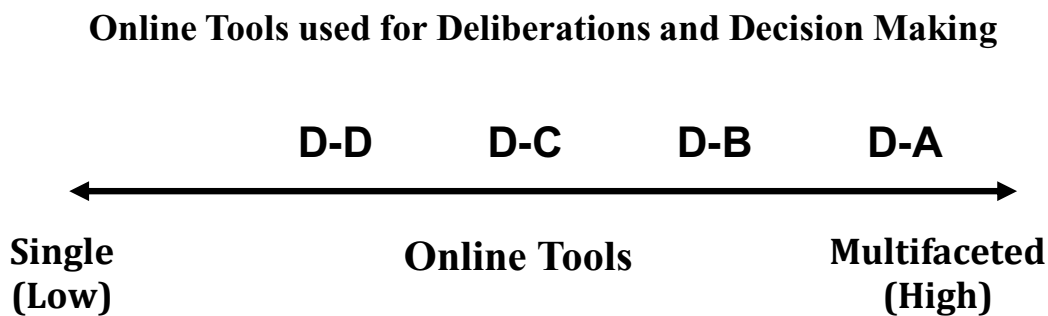 Online Tools used for Deliberations and Decision Making
D-D D-C D-B D-A
Single
(Low)
Online Tools
Multifaceted
(High)